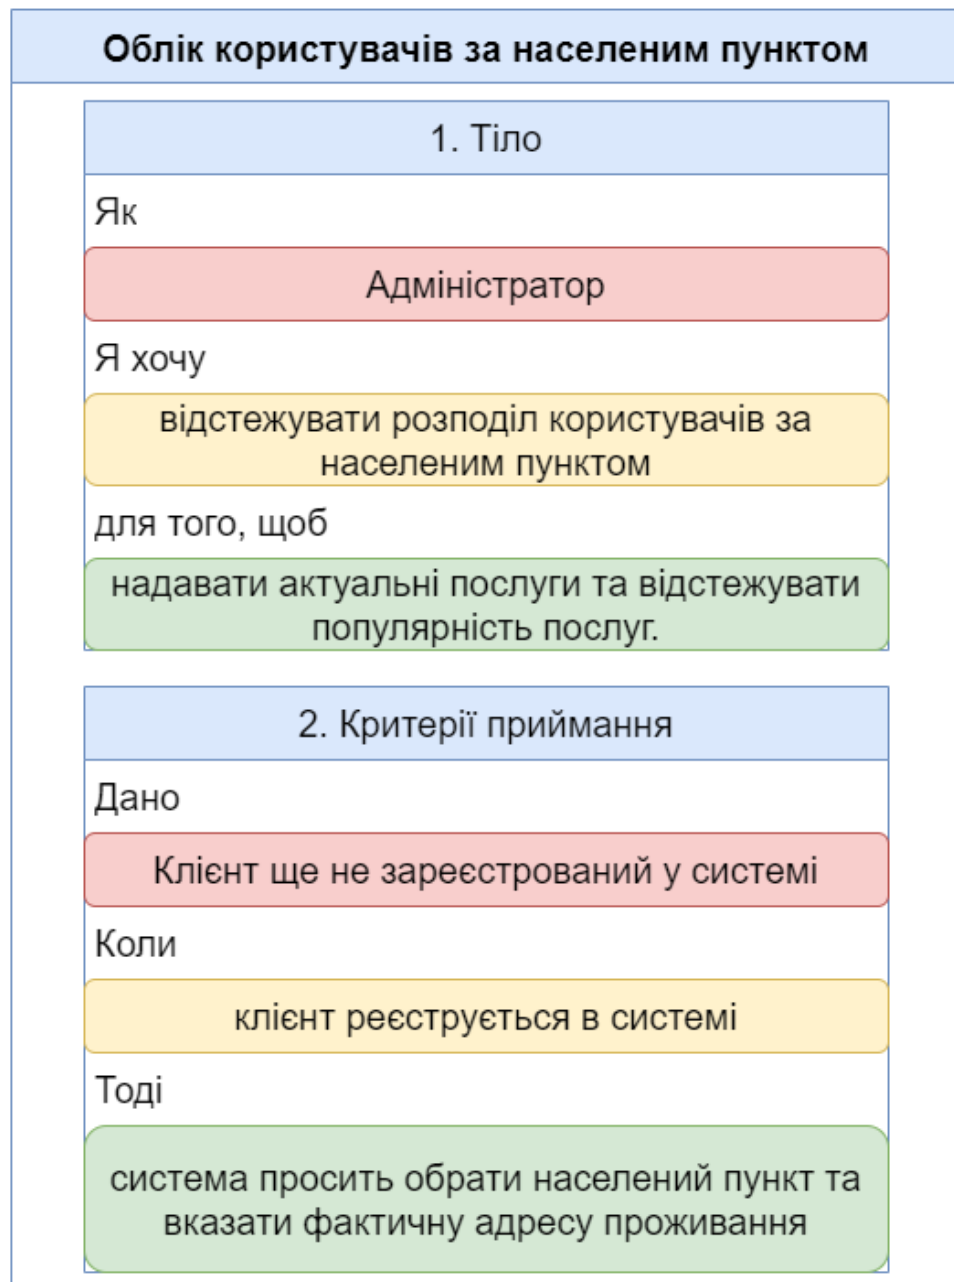 Облік користувачів за населеним пунктом
1. Тіло
Як
Адміністратор
Я хочу
відстежувати розподіл користувачів за
населеним пунктом
для того, щоб
надавати актуальні послуги та відстежувати
популярність послуг.
2. Критерії приймання
Дано
Клієнт ще не зареєстрований у системі
Коли
клієнт реєструється в системі
Тоді
система просить обрати населений пункт та
вказати фактичну адресу проживання